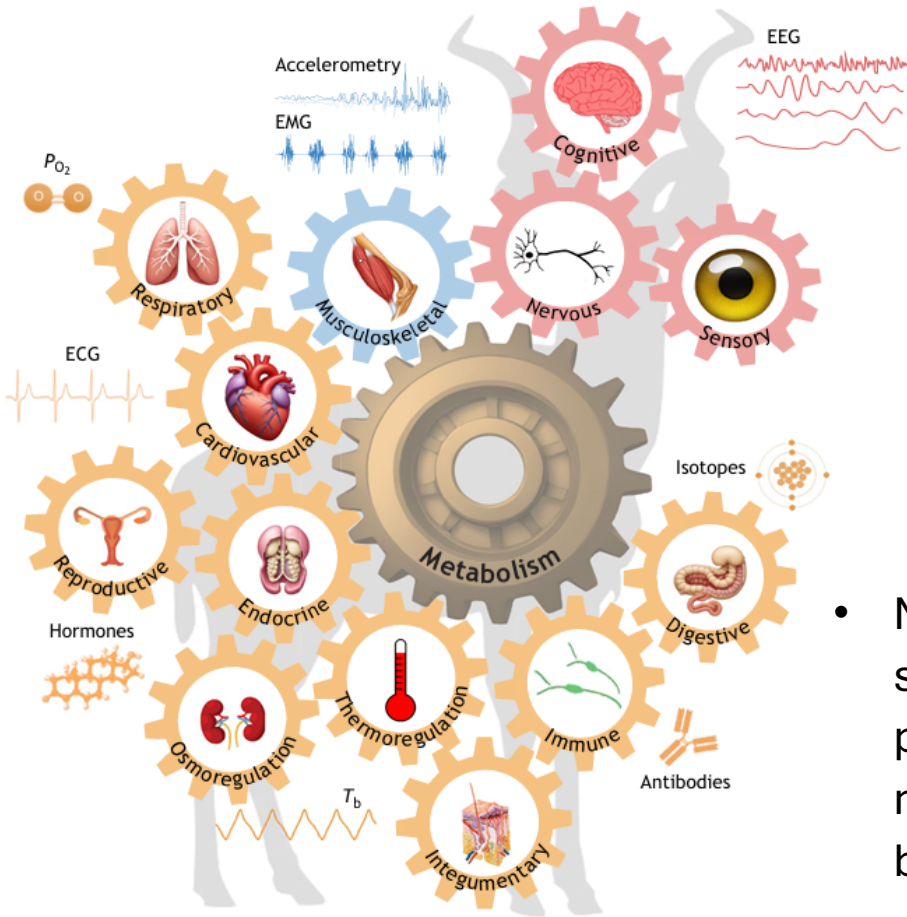 EEG
Accelerometry
EMG
Cognitive
P O2
O O
Respiratory
Musculoskeletal
Nervous
Sensory
ECG
Cardiovascular
Isotopes
Metabolism
Reproductive
Endocrine
Digestive
Hormones
Thermoregulation
Immune
Osmoregulation
Antibodies
Tb
Integumentary